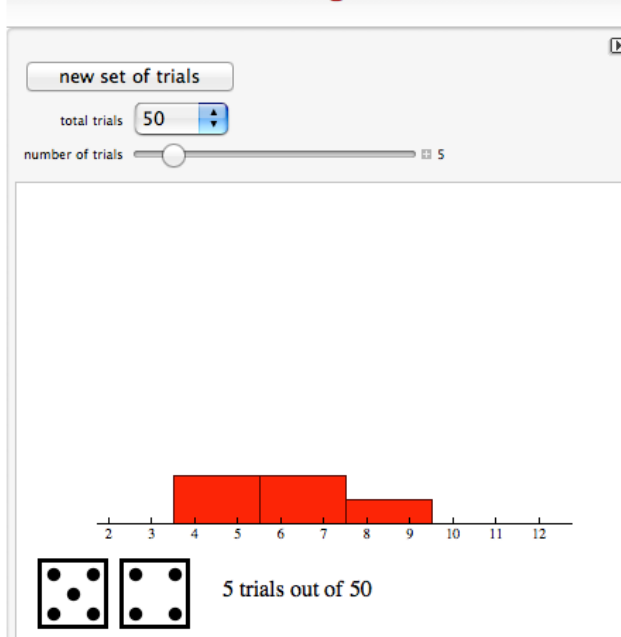 new set of trials
total trials 50
number of trials 5
2 3 4 5 6 7 8 9 10 11 12
5 trials out of 50